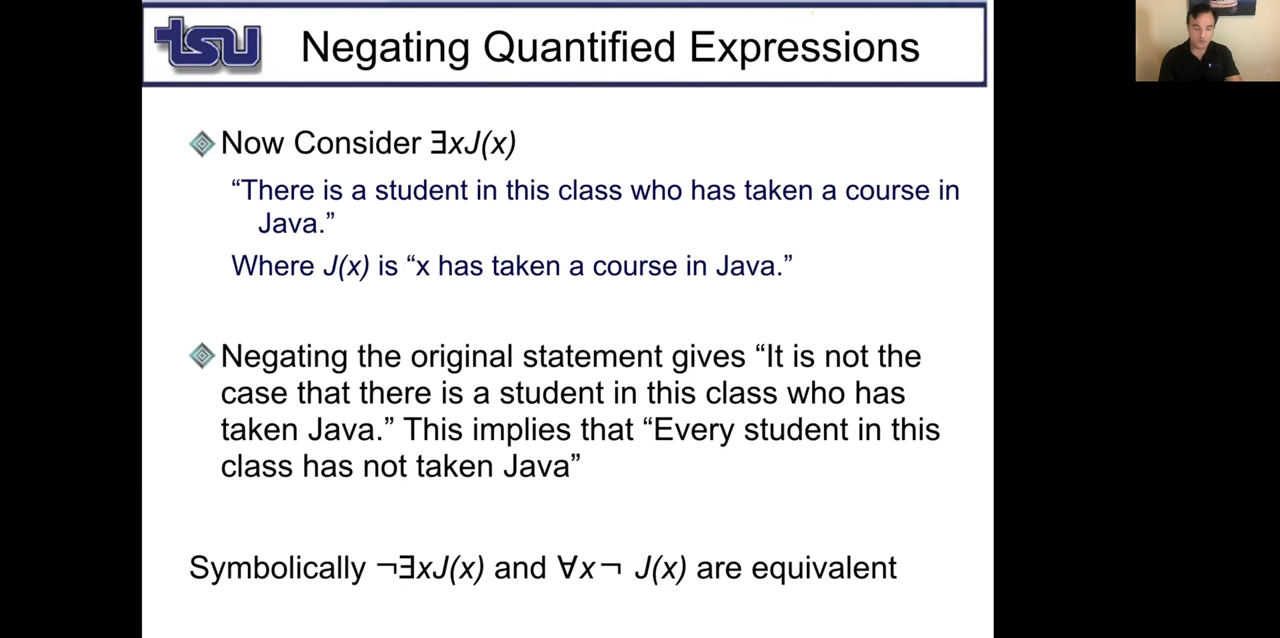 tsu
Negating Quantified Expressions
Now Consider ∃xJ(x)
“There is a student in this class who has taken a course in
Java.”
Where J(x) is “x has taken a course in Java.”
Negating the original statement gives “It is not the
case that there is a student in this class who has
taken Java.” This implies that “Every student in this
class has not taken Java”
Symbolically ¬∃xJ(x) and ∀x¬ J(x) are equivalent